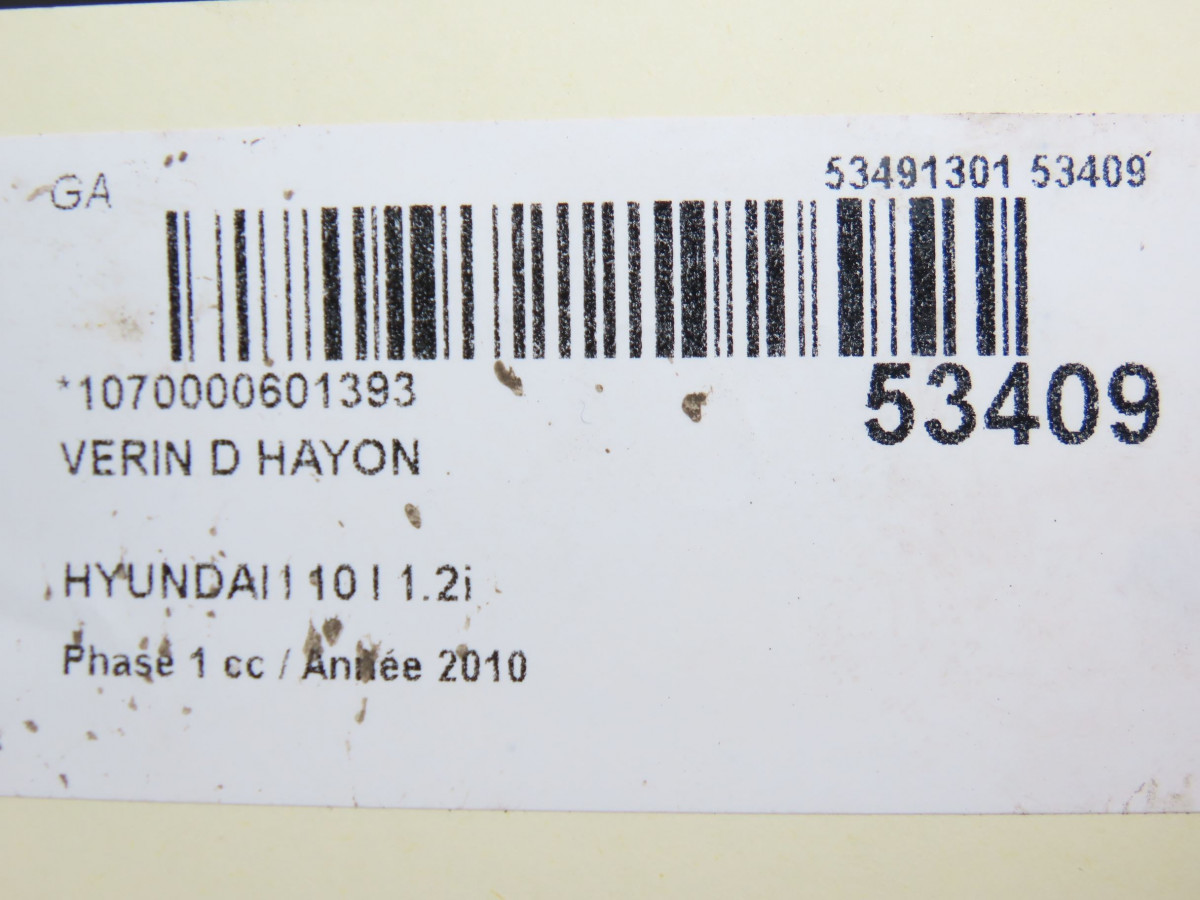 GA
53491301 53409
*1070000601393
53409
VERIN D HAYON
HYUNDAI I 10 I 1.2i
Phase 1 cc / Année 2010